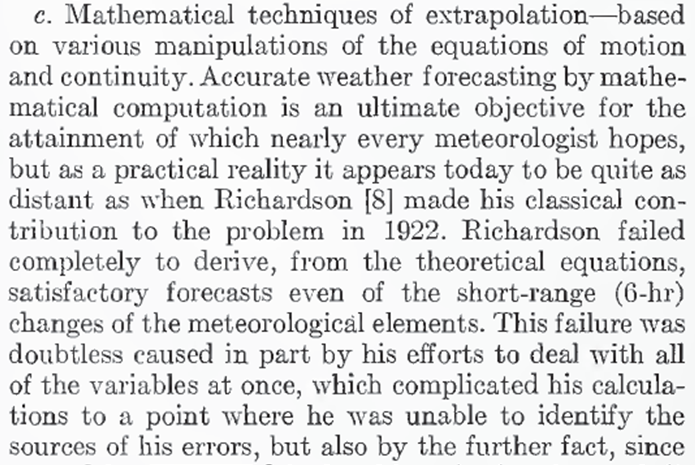 c. Mathematical techniques of extrapolation—based
on various manipulations of the equations of motion
and continuity. Accurate weather forecasting by mathe-
matical computation is an ultimate objective for the
attainment of which nearly every meteorologist hopes,
but as a practical reality it appears today to be quite as
distant as when Richardson [8] made his classical con-
tribution to the problem in 1922. Richardson failed
completely to derive, from the theoretical equations,
satisfactory forecasts even of the short-range (6-hr)
changes of the meteorological elements. This failure was
doubtless caused in part by his efforts to deal with all
of the variables at once, which complicated his calcula-
tions to a point where he was unable to identify the
sources of his errors, but also by the further fact, since